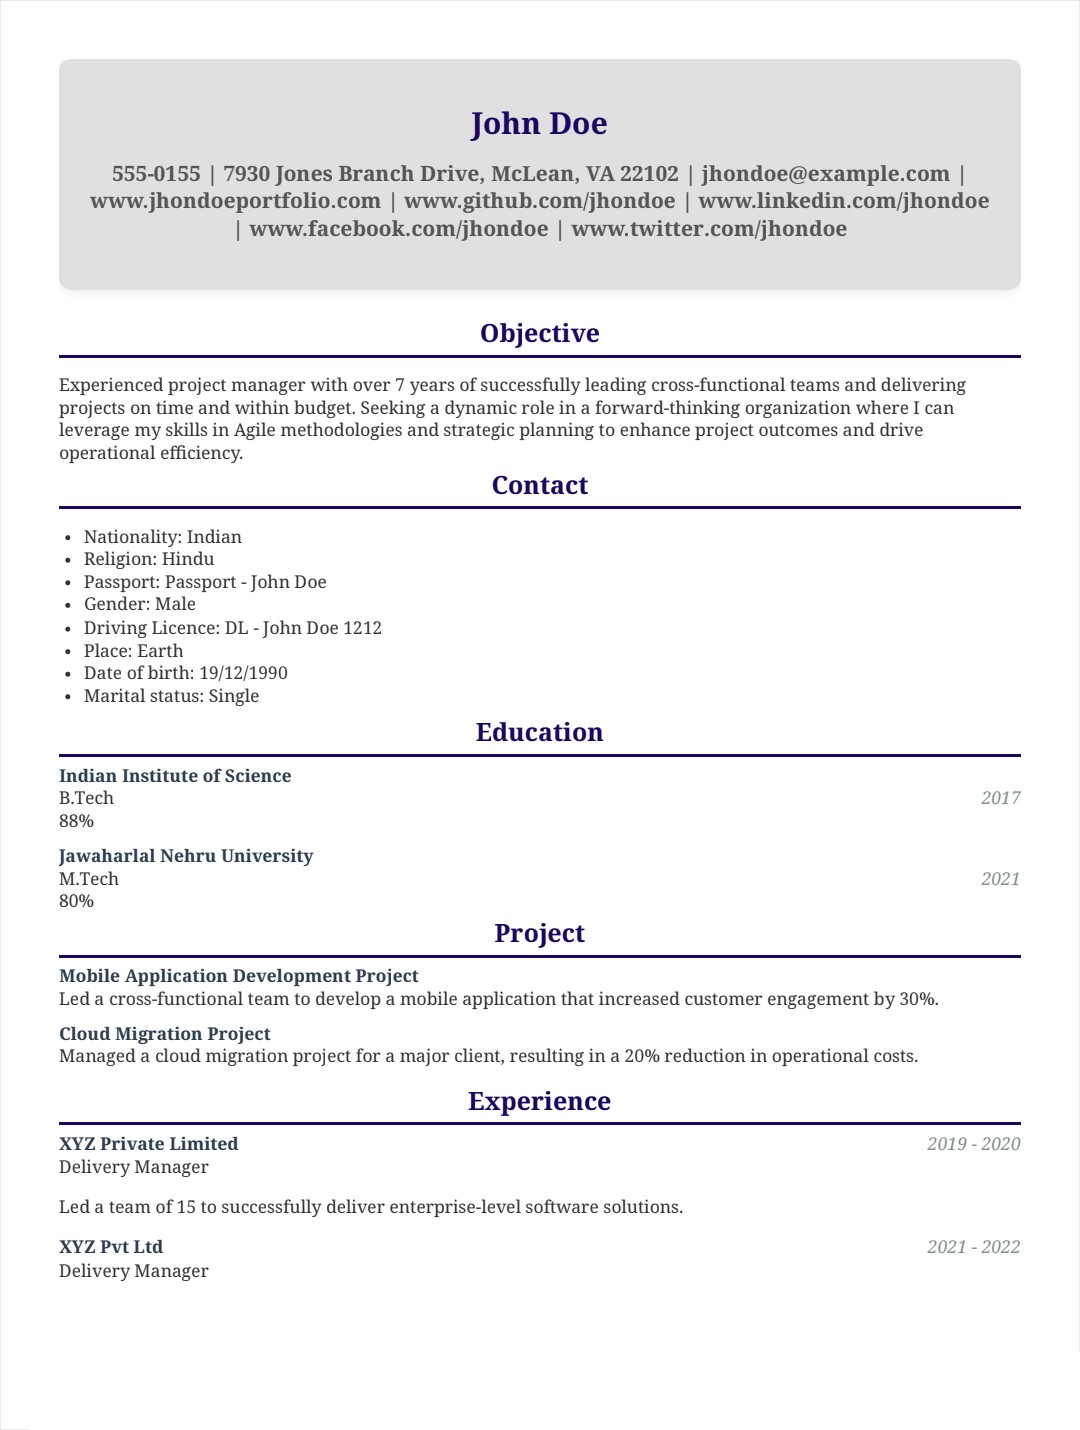 John Doe
555-0155 | 7930 Jones Branch Drive, McLean, VA 22102 | jhondoe@example.com |
www.jhondoeportfolio.com | www.github.com/jhondoe | www.linkedin.com/jhondoe
| www.facebook.com/jhondoe | www.twitter.com/jhondoe
Objective
Experienced project manager with over 7 years of successfully leading cross-functional teams and delivering
projects on time and within budget. Seeking a dynamic role in a forward-thinking organization where I can
leverage my skills in Agile methodologies and strategic planning to enhance project outcomes and drive
operational efficiency.
Contact
• Nationality: Indian
• Religion: Hindu
• Passport: Passport - John Doe
• Gender: Male
• Driving Licence: DL - John Doe 1212
• Place: Earth
• Date of birth: 19/12/1990
• Marital status: Single
Education
Indian Institute of Science
B.Tech 2017
88%
Jawaharlal Nehru University
M.Tech 2021
80%
Project
Mobile Application Development Project
Led a cross-functional team to develop a mobile application that increased customer engagement by 30%.
Cloud Migration Project
Managed a cloud migration project for a major client, resulting in a 20% reduction in operational costs.
Experience
XYZ Private Limited 2019 - 2020
Delivery Manager
Led a team of 15 to successfully deliver enterprise-level software solutions.
XYZ Pvt Ltd 2021 - 2022
Delivery Manager